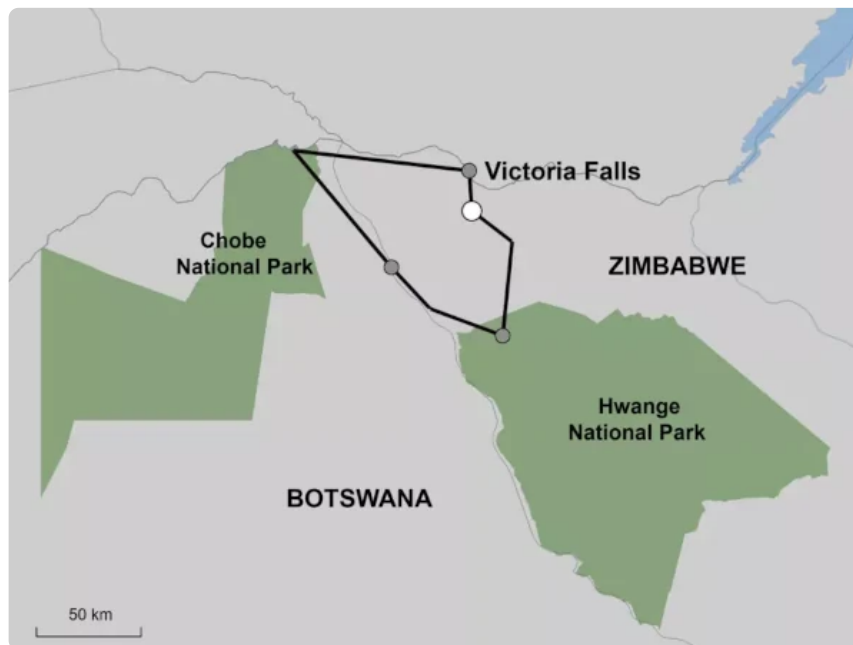 Victoria Falls
Chobe
National Park
ZIMBABWE
Hwange
National Park
BOTSWANA
50 km